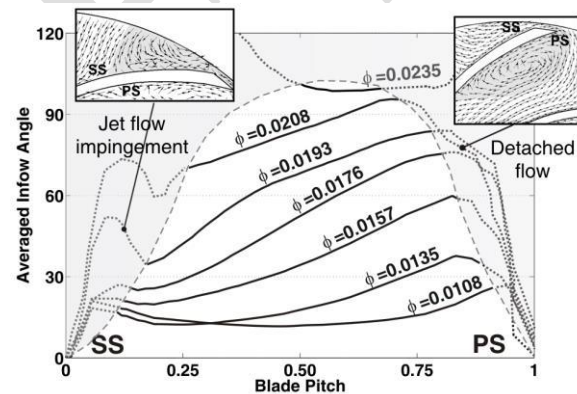 SS
PS
SS
PS
120
90
60
30
0
Averaged Infow Angle
Jet flow
impingement
Detached
flow
ϕ=0.0235
ϕ=0.0208
ϕ=0.0193
ϕ=0.0176
ϕ=0.0157
ϕ=0.0135
ϕ=0.0108
SS
PS
0
0.25
0.50
0.75
1
Blade Pitch